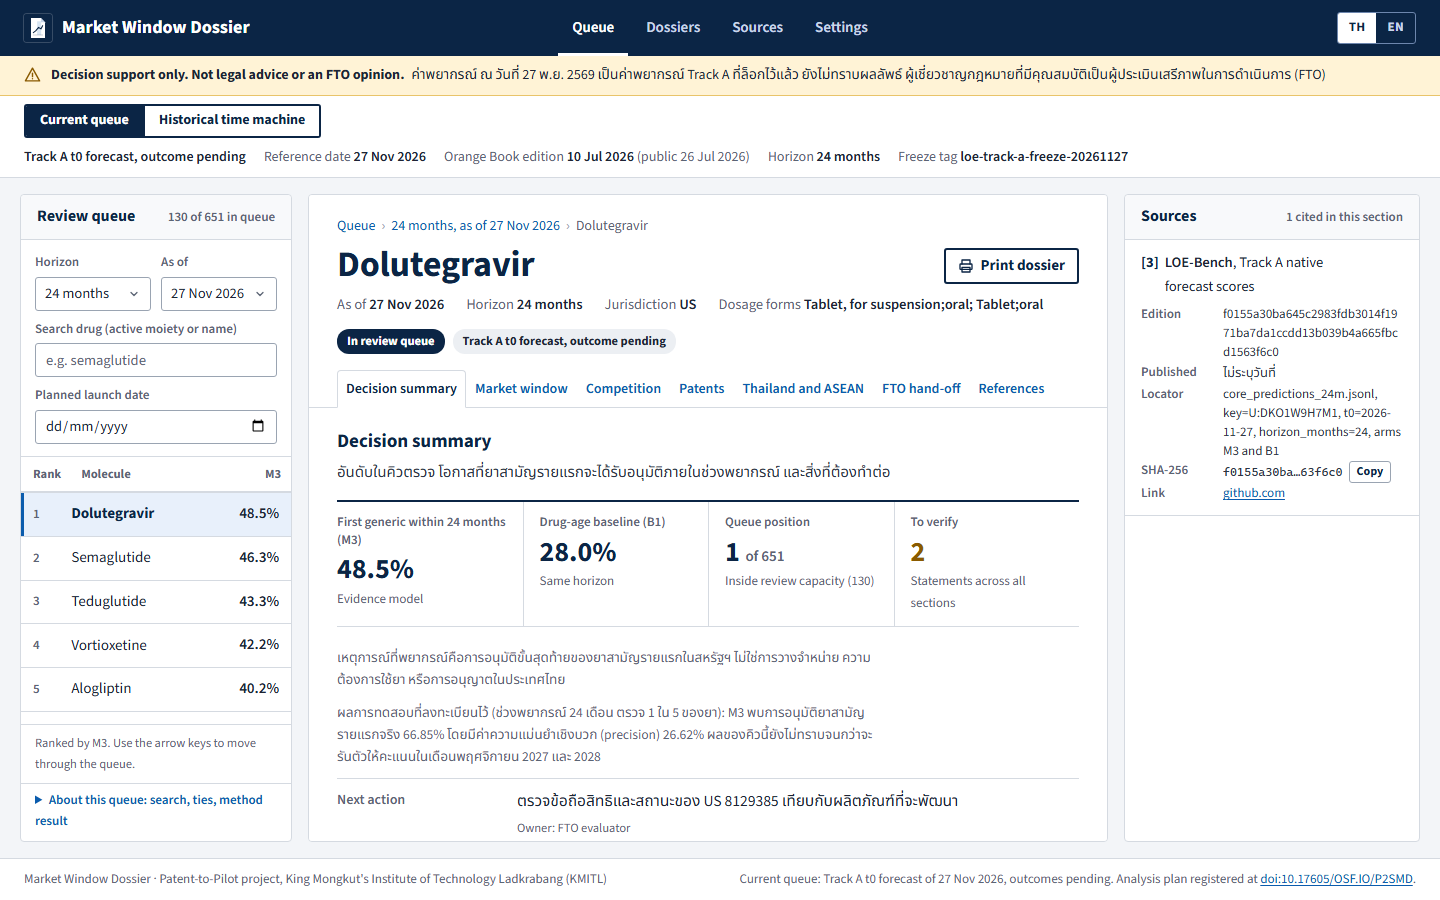 Market Window Dossier
Queue
Dossiers
Sources
Settings
TH
EN
Decision support only. Not legal advice or an FTO opinion. ค่าพยากรณ์ ณ วันที่ 27 พ.ย. 2569 เป็นค่าพยากรณ์ Track A ที่ล็อกไว้แล้ว ยังไม่ทราบผลลัพธ์ ผู้เชี่ยวชาญกฎหมายที่มีคุณสมบัติเป็นผู้ประเมินเสรีภาพในการดำเนินการ (FTO)
Current queue
Historical time machine
Track A t0 forecast, outcome pending
Reference date 27 Nov 2026
Orange Book edition 10 Jul 2026 (public 26 Jul 2026)
Horizon 24 months
Freeze tag loe-track-a-freeze-20261127
Review queue
130 of 651 in queue
Horizon
As of
24 months
27 Nov 2026
Search drug (active moiety or name)
e.g. semaglutide
Planned launch date
dd/mm/yyyy
Rank Molecule M3
1 Dolutegravir 48.5%
2 Semaglutide 46.3%
3 Teduglutide 43.3%
4 Vortioxetine 42.2%
5 Alogliptin 40.2%
Ranked by M3. Use the arrow keys to move
through the queue.
About this queue: search, ties, method
result
Queue › 24 months, as of 27 Nov 2026 › Dolutegravir
Dolutegravir
Print dossier
As of 27 Nov 2026
Horizon 24 months
Jurisdiction US
Dosage forms Tablet, for suspension;oral; Tablet;oral
In review queue
Track A t0 forecast, outcome pending
Decision summary
Market window
Competition
Patents
Thailand and ASEAN
FTO hand-off
References
Decision summary
อันดับในคิวตรวจ โอกาสที่ยาสามัญรายแรกจะได้รับอนุมัติภายในช่วงพยากรณ์ และสิ่งที่ต้องทำต่อ
First generic within 24 months
(M3)
48.5%
Evidence model
Drug-age baseline (B1)
28.0%
Same horizon
Queue position
1 of 651
Inside review capacity (130)
To verify
2
Statements across all
sections
เหตุการณ์ที่พยากรณ์คือการอนุมัติขั้นสุดท้ายของยาสามัญรายแรกในสหรัฐฯ ไม่ใช่การวางจำหน่าย ความ
ต้องการใช้ยา หรือการอนุญาตในประเทศไทย
ผลการทดสอบที่ลงทะเบียนไว้ (ช่วงพยากรณ์ 24 เดือน ตรวจ 1 ใน 5 ของยา): M3 พบการอนุมัติยาสามัญ
รายแรกจริง 66.85% โดยมีค่าความแม่นยำเชิงบวก (precision) 26.62% ผลของคิวนี้ยังไม่ทราบจนกว่าจะ
รันตัวให้คะแนนในเดือนพฤศจิกายน 2027 และ 2028
Next action
ตรวจข้อถือสิทธิและสถานะของ US 8129385 เทียบกับผลิตภัณฑ์ที่จะพัฒนา
Owner: FTO evaluator
Sources
1 cited in this section
[3] LOE-Bench, Track A native
forecast scores
Edition
f0155a30ba645c2983fdb3014f19
71ba7da1ccdd13b039b4a665fbc
d1563f6c0
Published
ไม่ระบุวันที่
Locator
core_predictions_24m.jsonl,
key=U:DKO1W9H7M1, t0=2026-
11-27, horizon_months=24, arms
M3 and B1
SHA-256
f0155a30ba…63f6c0
Copy
Link
github.com
Market Window Dossier · Patent-to-Pilot project, King Mongkut's Institute of Technology Ladkrabang (KMITL)
Current queue: Track A t0 forecast of 27 Nov 2026, outcomes pending. Analysis plan registered at doi:10.17605/OSF.IO/P2SMD.